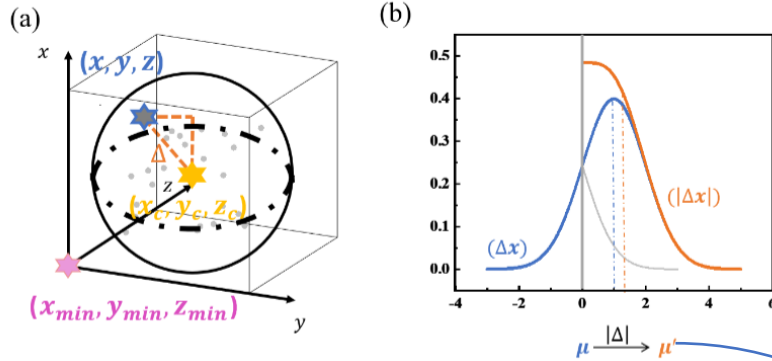 (a)
x
(x, y, z)
Δ
z
(x_c, y_c, z_c)
(x_min, y_min, z_min)
y
(b)
0.5
0.4
0.3
0.2
0.1
0.0
(Δx)
(|Δx|)
-4 -2 0 2 4 6
μ |Δ| μ'